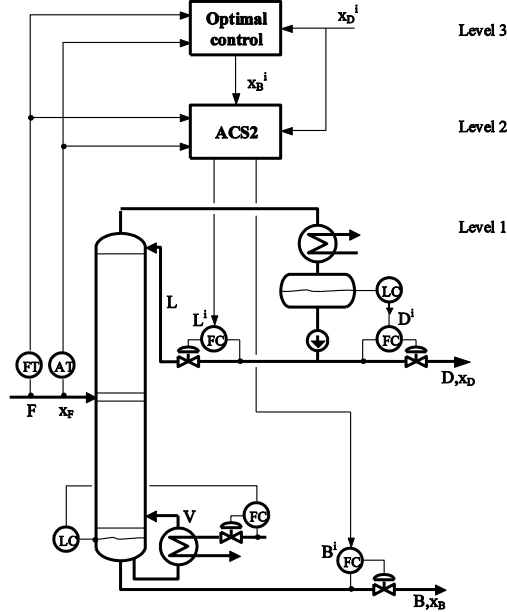 Optimal
control
x_D^i
Level 3
x_B^i
ACS2
Level 2
Level 1
L
L^i
LC
D^i
FC
FC
FT
AT
D,x_D
F
x_F
V
FC
LC
B^i
FC
B,x_B